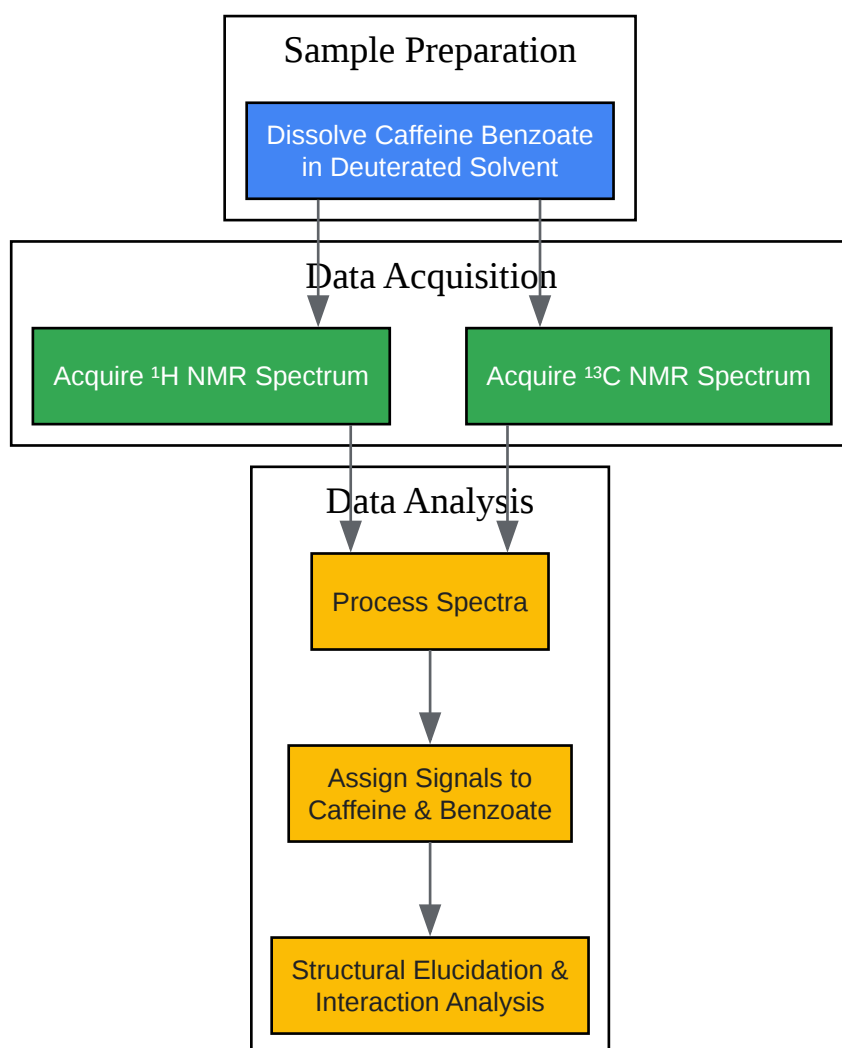 Sample Preparation
Dissolve Caffeine Benzoate
in Deuterated Solvent
Data Acquisition
Acquire ¹H NMR Spectrum
Acquire ¹³C NMR Spectrum
Data Analysis
Process Spectra
Assign Signals to
Caffeine & Benzoate
Structural Elucidation &
Interaction Analysis